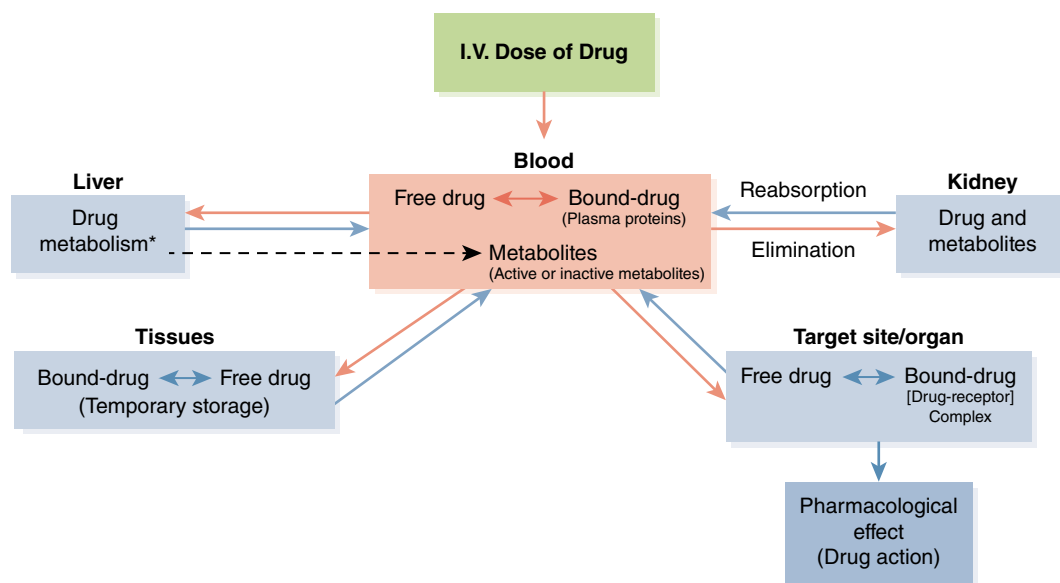 I.V. Dose of Drug
Blood
Free drug
Bound-drug
(Plasma proteins)
Metabolites
(Active or inactive metabolites)
Liver
Drug
metabolism*
Reabsorption
Elimination
Kidney
Drug and
metabolites
Tissues
Bound-drug
Free drug
(Temporary storage)
Target site/organ
Free drug
Bound-drug
[Drug-receptor]
Complex
Pharmacological
effect
(Drug action)